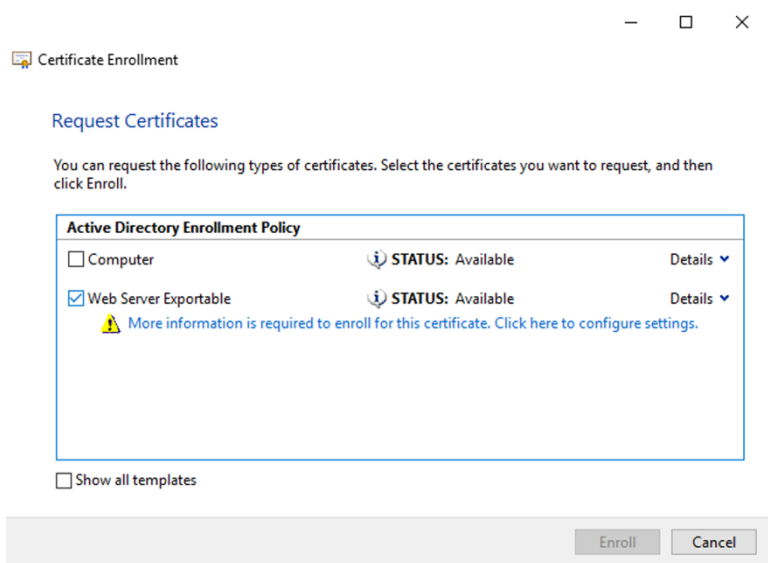 Certificate Enrollment
Request Certificates
You can request the following types of certificates. Select the certificates you want to request, and then
click Enroll.
Active Directory Enrollment Policy
Computer STATUS: Available Details
Web Server Exportable STATUS: Available Details
More information is required to enroll for this certificate. Click here to configure settings.
Show all templates
Enroll Cancel